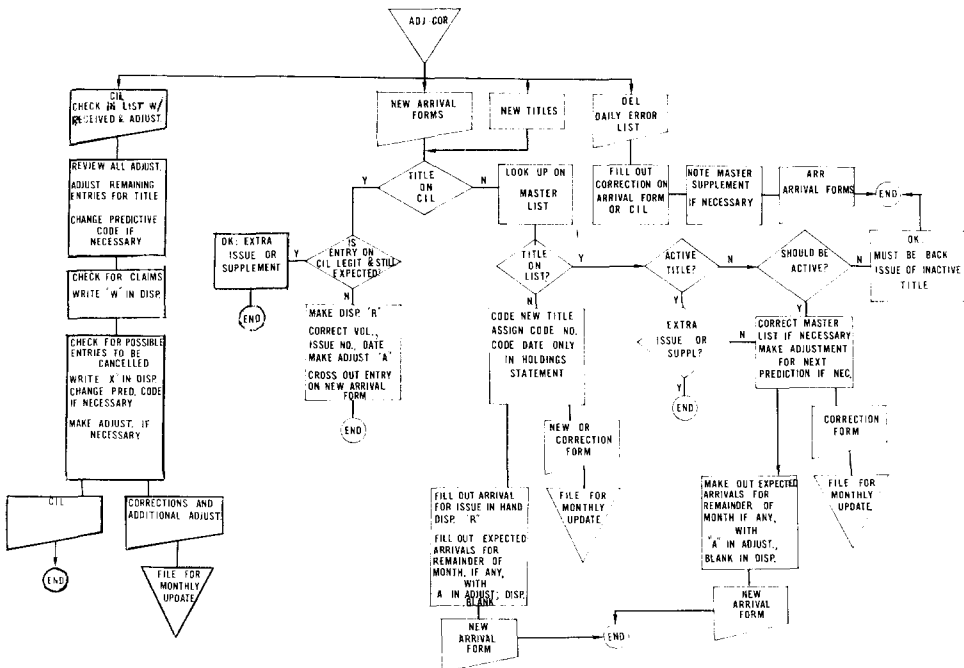 ADJ-COR
CIL
CHECK IN LIST W/
RECEIVED & ADJUST.
REVIEW ALL ADJUST.
ADJUST REMAINING
ENTRIES FOR TITLE
CHANGE PREDICTIVE
CODE IF
NECESSARY
CHECK FOR CLAIMS
WRITE "W" IN DISP.
CHECK FOR POSSIBLE
ENTRIES TO BE
CANCELLED
WRITE "X" IN DISP.
CHANGE PRED. CODE
IF NECESSARY
MAKE ADJUST. IF
NECESSARY
CIL
END
CORRECTIONS AND
ADDITIONAL ADJUST.
FILE FOR
MONTHLY
UPDATE
NEW ARRIVAL
FORMS
NEW TITLES
TITLE
ON
CIL
Y
N
IS
ENTRY ON
CIL LEGIT & STILL
EXPECTED?
Y
OK: EXTRA
ISSUE OR
SUPPLEMENT
END
N
MAKE DISP. "R"
CORRECT VOL.,
ISSUE NO., DATE
MAKE ADJUST "A"
CROSS OUT ENTRY
ON NEW ARRIVAL
FORM
END
LOOK UP ON
MASTER
LIST
TITLE
ON
LIST?
Y
N
CODE NEW TITLE
ASSIGN CODE NO.
CODE DATE ONLY
IN HOLDINGS
STATEMENT
FILL OUT ARRIVAL
FOR ISSUE IN HAND
DISP. "R"
FILL OUT EXPECTED
ARRIVALS FOR
REMAINDER OF
MONTH, IF ANY,
WITH
A IN ADJUST; DISP.
BLANK
NEW
ARRIVAL
FORM
NEW OR
CORRECTION
FORM
FILE FOR
MONTHLY
UPDATE
DEL
DAILY ERROR
LIST
FILL OUT
CORRECTION ON
ARRIVAL FORM
OR CIL
NOTE MASTER
SUPPLEMENT
IF NECESSARY
ARR
ARRIVAL FORMS
END
ACTIVE
TITLE?
N
Y
EXTRA
ISSUE OR
SUPPL?
N
Y
END
SHOULD BE
ACTIVE?
N
Y
OK
MUST BE BACK
ISSUE OF INACTIVE
TITLE
CORRECT MASTER
LIST IF NECESSARY
MAKE ADJUSTMENT
FOR NEXT
PREDICTION IF NEC.
CORRECTION
FORM
FILE FOR
MONTHLY
UPDATE
MAKE OUT EXPECTED
ARRIVALS FOR
REMAINDER OF
MONTH IF ANY,
WITH
"A" IN ADJUST.,
BLANK IN DISP.
NEW
ARRIVAL
FORM
END